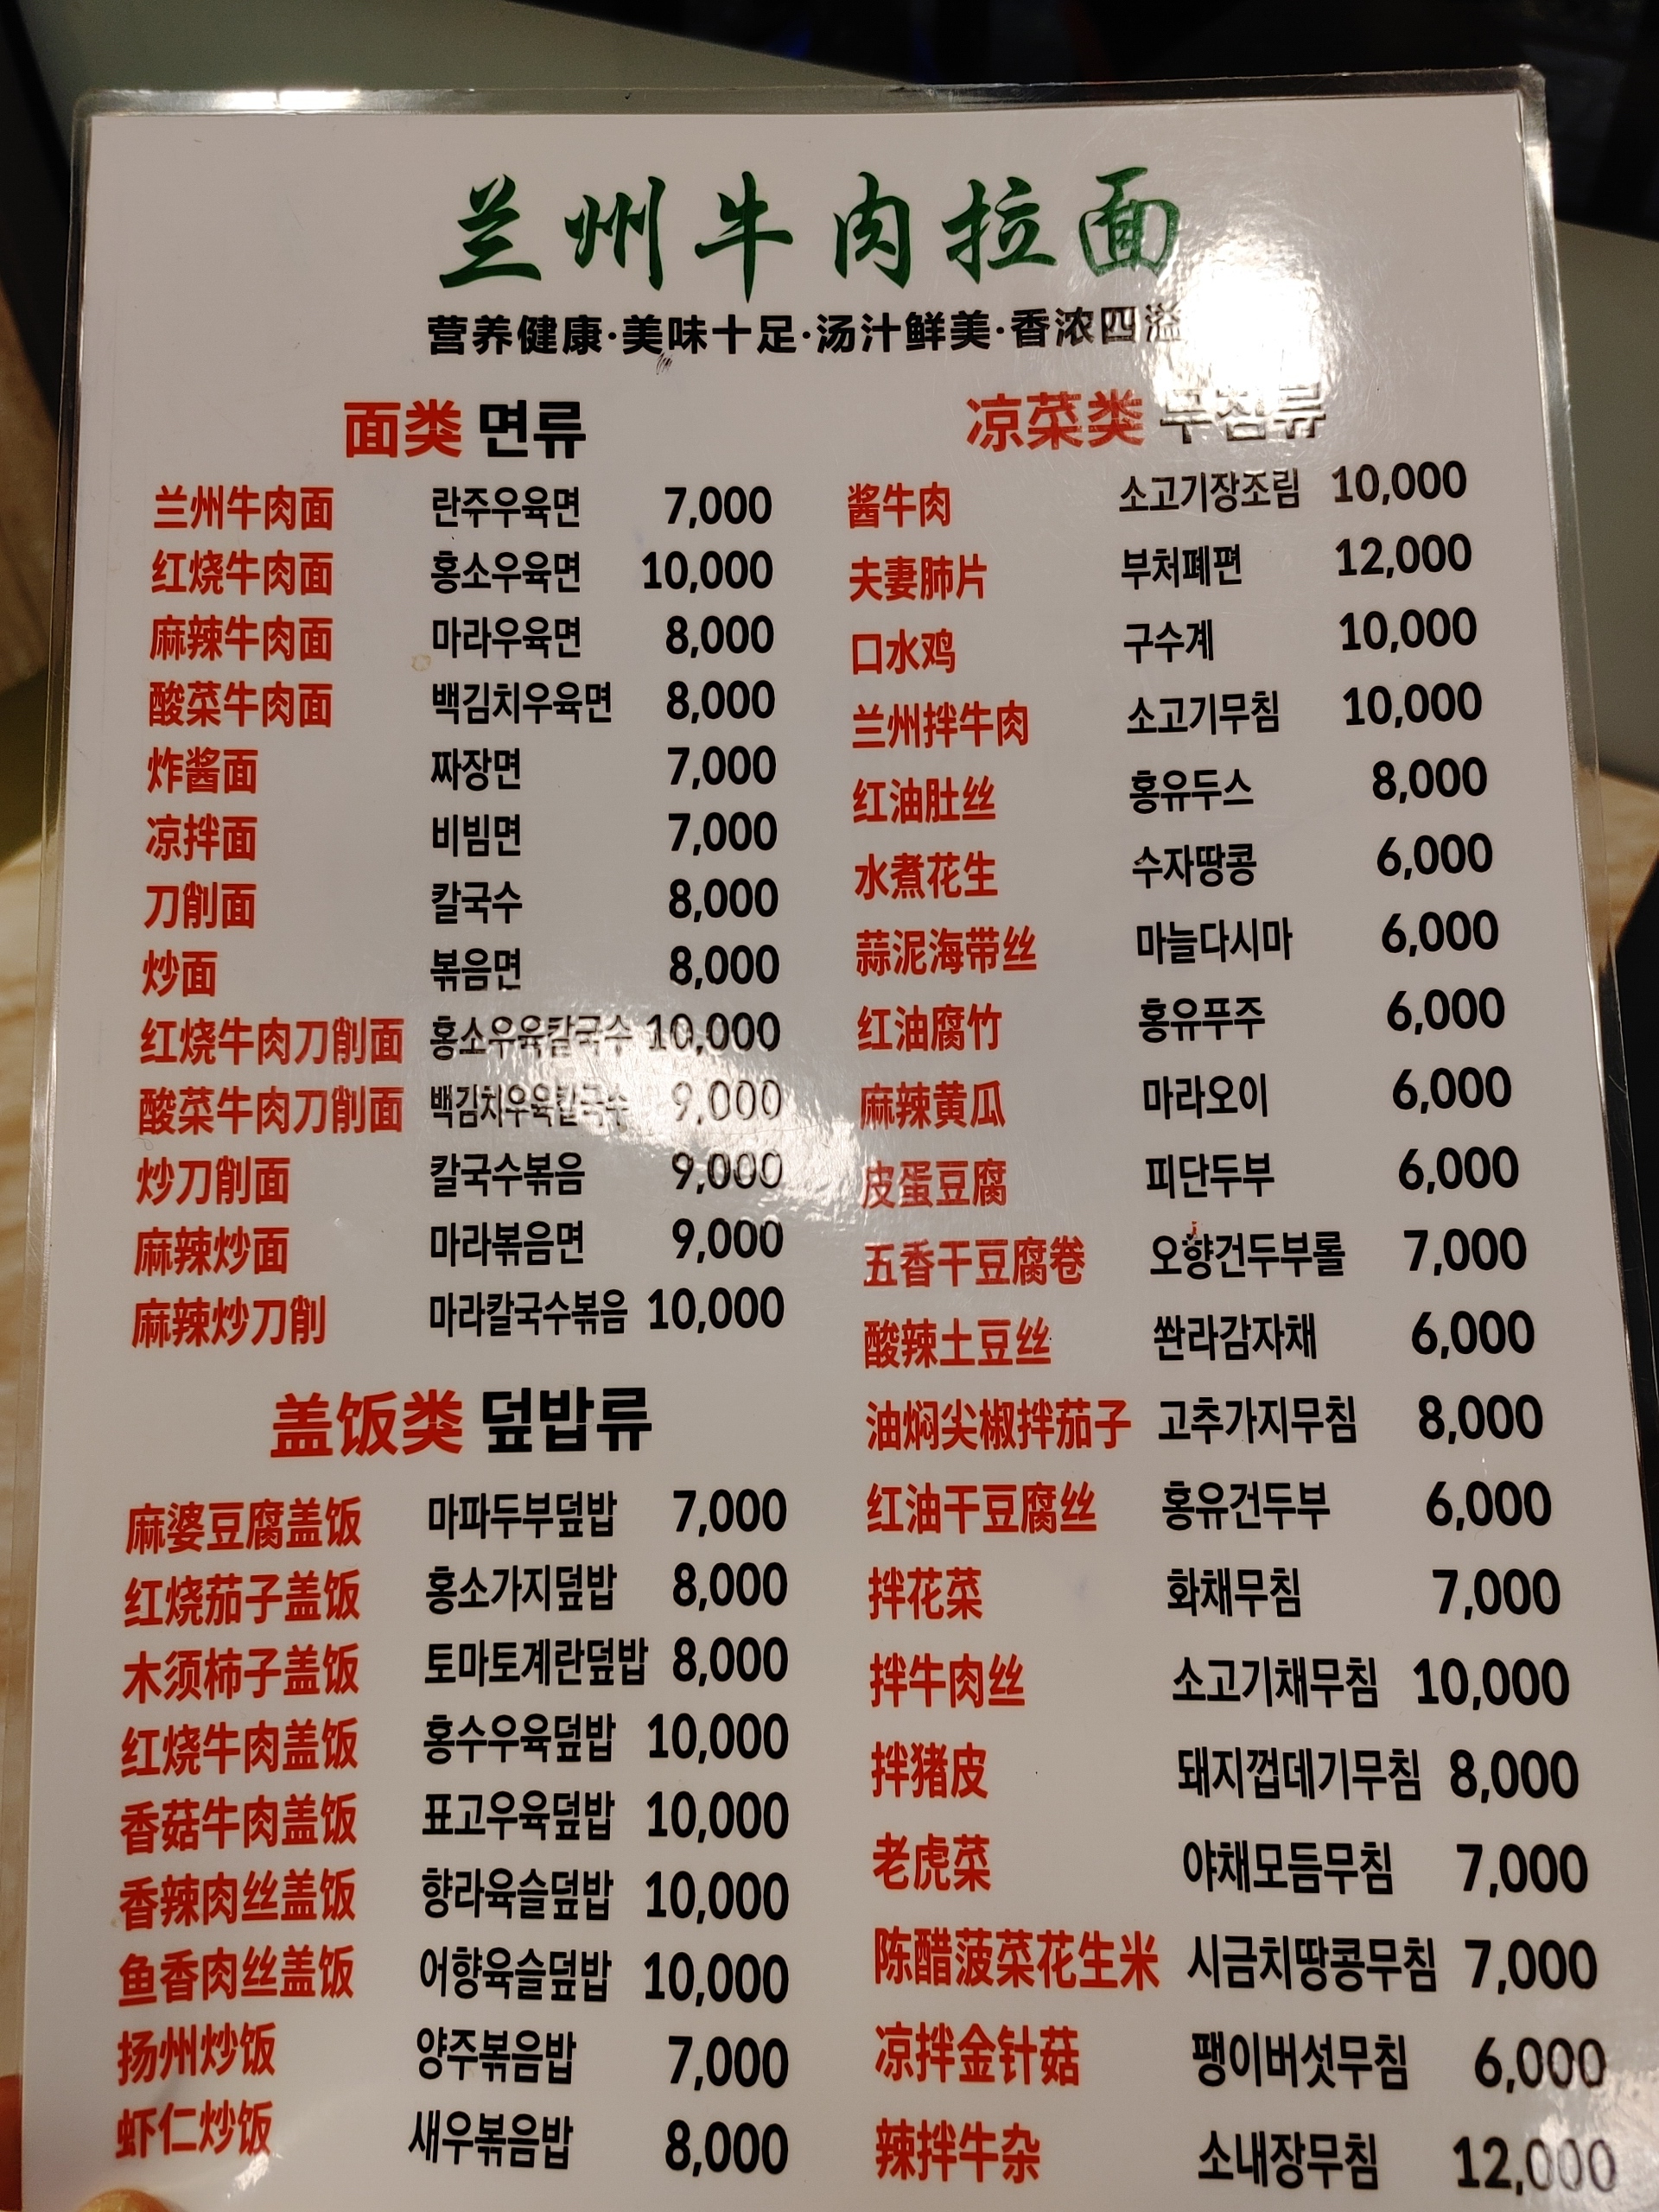 兰州牛肉拉面
营养健康·美味十足·汤汁鲜美·香浓四溢
面类 면류
兰州牛肉面 란주우육면 7,000
红烧牛肉面 홍소우육면 10,000
麻辣牛肉面 마라우육면 8,000
酸菜牛肉面 백김치우육면 8,000
炸酱面 짜장면 7,000
凉拌面 비빔면 7,000
刀削面 칼국수 8,000
炒面 볶음면 8,000
红烧牛肉刀削面 홍소우육칼국수 10,000
酸菜牛肉刀削面 백김치우육칼국수 9,000
炒刀削面 칼국수볶음 9,000
麻辣炒面 마라볶음면 9,000
麻辣炒刀削 마라칼국수볶음 10,000
盖饭类 덮밥류
麻婆豆腐盖饭 마파두부덮밥 7,000
红烧茄子盖饭 홍소가지덮밥 8,000
木须柿子盖饭 토마토계란덮밥 8,000
红烧牛肉盖饭 홍수우육덮밥 10,000
香菇牛肉盖饭 표고우육덮밥 10,000
香辣肉丝盖饭 향라육슬덮밥 10,000
鱼香肉丝盖饭 어향육슬덮밥 10,000
扬州炒饭 양주볶음밥 7,000
虾仁炒饭 새우볶음밥 8,000
凉菜类 무침류
酱牛肉 소고기장조림 10,000
夫妻肺片 부처폐편 12,000
口水鸡 구수계 10,000
兰州拌牛肉 소고기무침 10,000
红油肚丝 홍유두스 8,000
水煮花生 수자땅콩 6,000
蒜泥海带丝 마늘다시마 6,000
红油腐竹 홍유푸주 6,000
麻辣黄瓜 마라오이 6,000
皮蛋豆腐 피단두부 6,000
五香干豆腐卷 오향건두부롤 7,000
酸辣土豆丝 쏸라감자채 6,000
油焖尖椒拌茄子 고추가지무침 8,000
红油干豆腐丝 홍유건두부 6,000
拌花菜 화채무침 7,000
拌牛肉丝 소고기채무침 10,000
拌猪皮 돼지껍데기무침 8,000
老虎菜 야채모듬무침 7,000
陈醋菠菜花生米 시금치땅콩무침 7,000
凉拌金针菇 팽이버섯무침 6,000
辣拌牛杂 소내장무침 12,000